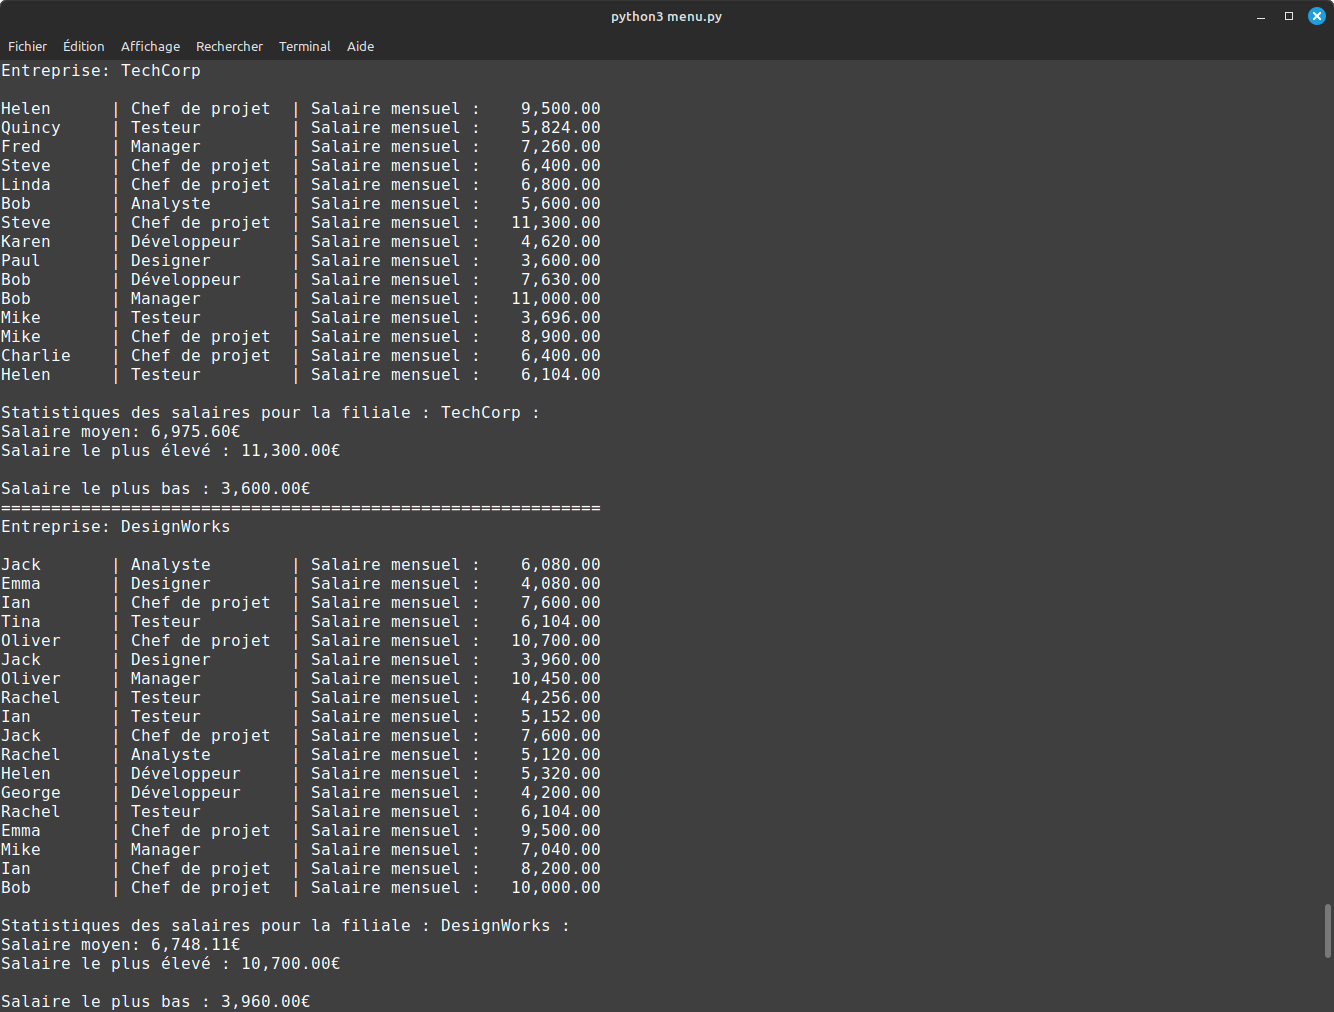 python3 menu.py
Fichier Édition Affichage Rechercher Terminal Aide
Entreprise: TechCorp
Helen | Chef de projet | Salaire mensuel : 9,500.00
Quincy | Testeur | Salaire mensuel : 5,824.00
Fred | Manager | Salaire mensuel : 7,260.00
Steve | Chef de projet | Salaire mensuel : 6,400.00
Linda | Chef de projet | Salaire mensuel : 6,800.00
Bob | Analyste | Salaire mensuel : 5,600.00
Steve | Chef de projet | Salaire mensuel : 11,300.00
Karen | Développeur | Salaire mensuel : 4,620.00
Paul | Designer | Salaire mensuel : 3,600.00
Bob | Développeur | Salaire mensuel : 7,630.00
Bob | Manager | Salaire mensuel : 11,000.00
Mike | Testeur | Salaire mensuel : 3,696.00
Mike | Chef de projet | Salaire mensuel : 8,900.00
Charlie | Chef de projet | Salaire mensuel : 6,400.00
Helen | Testeur | Salaire mensuel : 6,104.00
Statistiques des salaires pour la filiale : TechCorp :
Salaire moyen: 6,975.60€
Salaire le plus élevé : 11,300.00€
Salaire le plus bas : 3,600.00€
============================================================
Entreprise: DesignWorks
Jack | Analyste | Salaire mensuel : 6,080.00
Emma | Designer | Salaire mensuel : 4,080.00
Ian | Chef de projet | Salaire mensuel : 7,600.00
Tina | Testeur | Salaire mensuel : 6,104.00
Oliver | Chef de projet | Salaire mensuel : 10,700.00
Jack | Designer | Salaire mensuel : 3,960.00
Oliver | Manager | Salaire mensuel : 10,450.00
Rachel | Testeur | Salaire mensuel : 4,256.00
Ian | Testeur | Salaire mensuel : 5,152.00
Jack | Chef de projet | Salaire mensuel : 7,600.00
Rachel | Analyste | Salaire mensuel : 5,120.00
Helen | Développeur | Salaire mensuel : 5,320.00
George | Développeur | Salaire mensuel : 4,200.00
Rachel | Testeur | Salaire mensuel : 6,104.00
Emma | Chef de projet | Salaire mensuel : 9,500.00
Mike | Manager | Salaire mensuel : 7,040.00
Ian | Chef de projet | Salaire mensuel : 8,200.00
Bob | Chef de projet | Salaire mensuel : 10,000.00
Statistiques des salaires pour la filiale : DesignWorks :
Salaire moyen: 6,748.11€
Salaire le plus élevé : 10,700.00€
Salaire le plus bas : 3,960.00€